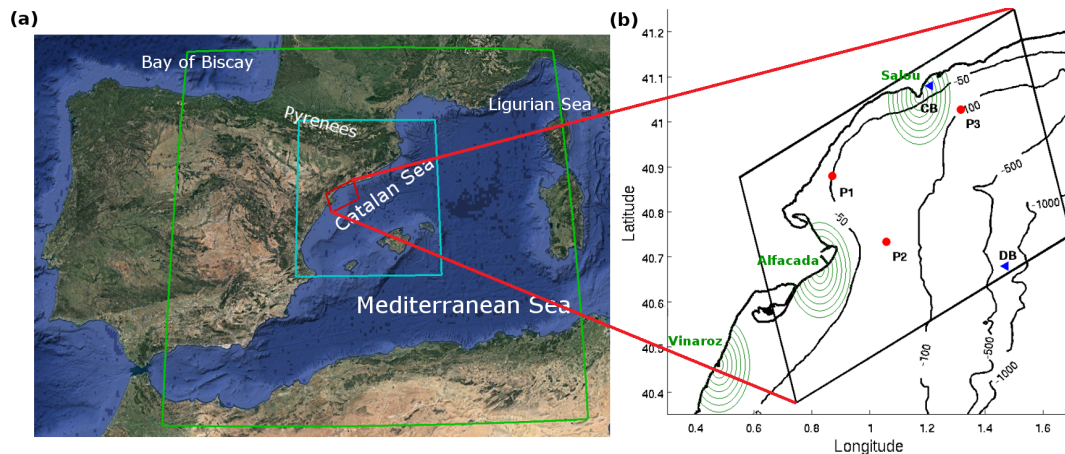 (a)
Bay of Biscay
Pyrenees
Ligurian Sea
Catalan Sea
Mediterranean Sea
(b)
41.2
41.1
41
40.9
40.8
40.7
40.6
40.5
40.4
Latitude
0.4
0.6
0.8
1
1.2
1.4
1.6
Longitude
Salou
CB
-50
-100
P3
P1
-500
-50
-1000
P2
DB
Alfacada
Vinaroz
-100
-500
-1000